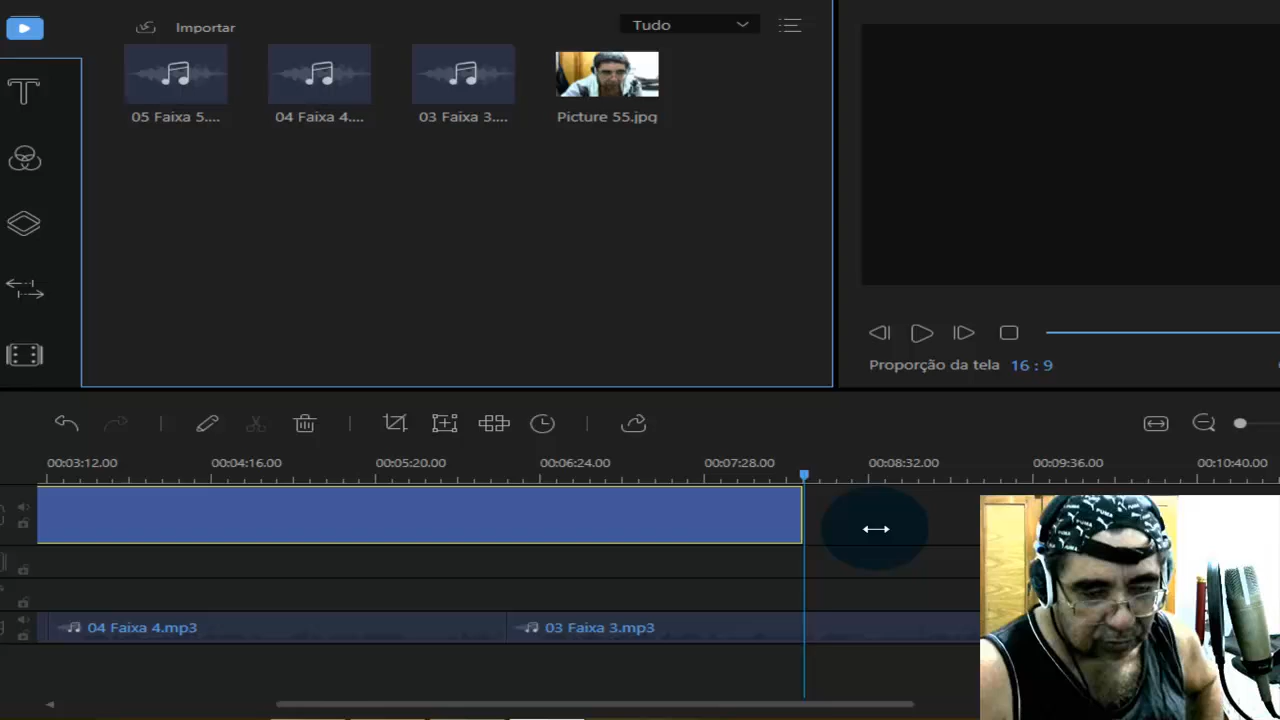 Importar
Tudo
05 Faixa 5....
04 Faixa 4....
03 Faixa 3....
Picture 55.jpg
Proporção da tela 16 : 9
00:03:12.00
00:04:16.00
00:05:20.00
00:06:24.00
00:07:28.00
00:08:32.00
00:09:36.00
00:10:40.00
04 Faixa 4.mp3
03 Faixa 3.mp3
PUMA